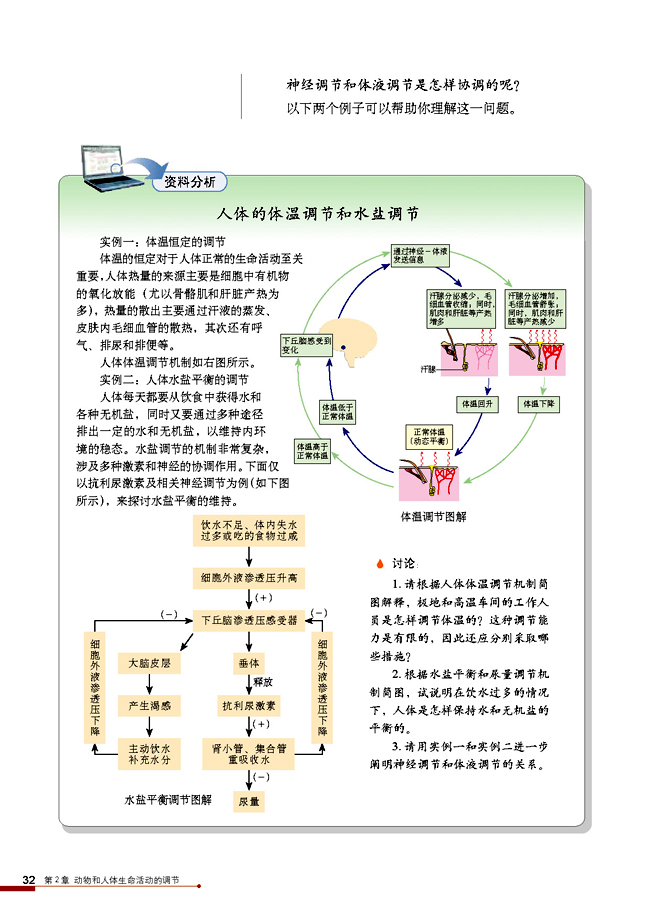 神经调节和体液调节是怎样协调的呢？
以下两个例子可以帮助你理解这一问题。
资料分析
人体的体温调节和水盐调节
实例一：体温恒定的调节
体温的恒定对于人体正常的生命活动至关
重要，人体热量的来源主要是细胞中有机物
的氧化放能（尤以骨骼肌和肝脏产热为
多），热量的散出主要通过汗液的蒸发、
皮肤内毛细血管的散热，其次还有呼
气、排尿和排便等。
人体体温调节机制如右图所示。
实例二：人体水盐平衡的调节
人体每天都要从饮食中获得水和
各种无机盐，同时又要通过多种途径
排出一定的水和无机盐，以维持内环
境的稳态。水盐调节的机制非常复杂，
涉及多种激素和神经的协调作用。下面仅
以抗利尿激素及相关神经调节为例（如下图
所示），来探讨水盐平衡的维持。
通过神经－体液
发送信息
汗腺分泌减少，毛
细血管收缩；同时，
肌肉和肝脏等产热
增多
汗腺分泌增加，
毛细血管舒张；
同时，肌肉和肝
脏等产热减少
下丘脑感受到
变化
汗腺
体温低于
正常体温
体温回升
体温下降
正常体温
（动态平衡）
体温高于
正常体温
体温调节图解
饮水不足、体内失水
过多或吃的食物过咸
细胞外液渗透压升高
(+)
(−)
下丘脑渗透压感受器
(−)
细胞外液渗透压下降
大脑皮层
垂体
细胞外液渗透压下降
释放
产生渴感
抗利尿激素
(+)
主动饮水
补充水分
肾小管、集合管
重吸收水
(−)
尿量
水盐平衡调节图解
讨论：
1.请根据人体体温调节机制简
图解释，极地和高温车间的工作人
员是怎样调节体温的？这种调节能
力是有限的，因此还应分别采取哪
些措施？
2.根据水盐平衡和尿量调节机
制简图，试说明在饮水过多的情况
下，人体是怎样保持水和无机盐的
平衡的。
3.请用实例一和实例二进一步
阐明神经调节和体液调节的关系。
32 第2章 动物和人体生命活动的调节